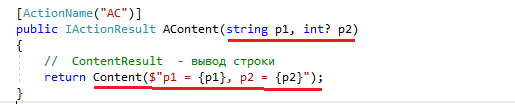 [ActionName("AC")]
public IActionResult AContent(string p1, int? p2)
{
// ContentResult - вывод строки
return Content($"p1 = {p1}, p2 = {p2}");
}